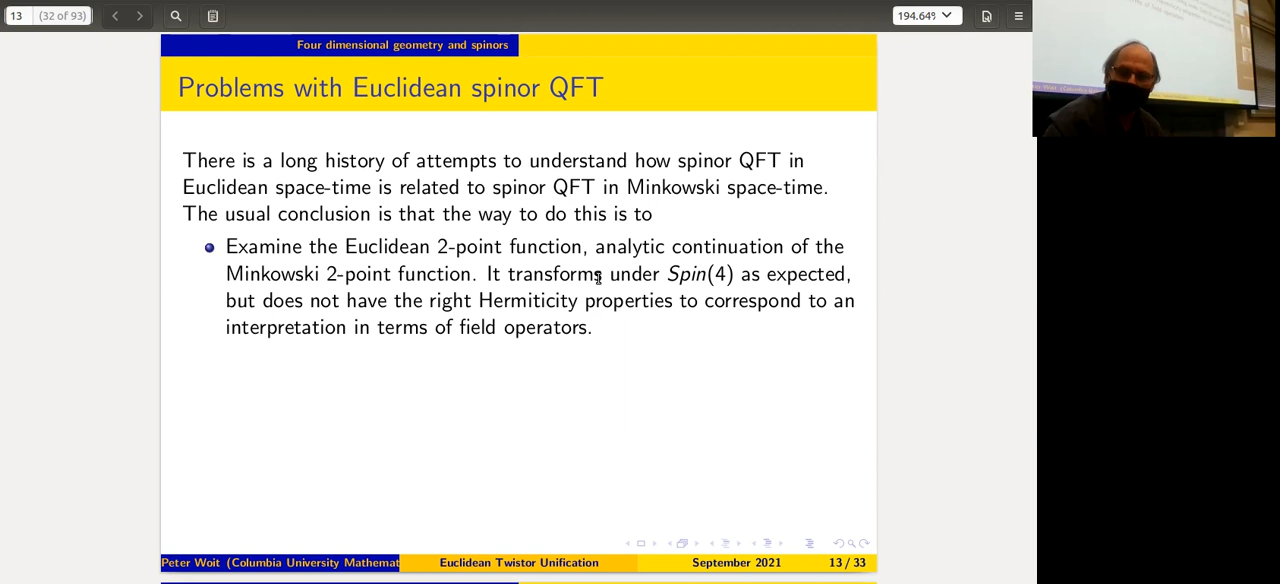 13 (32 of 93) 194.64%
Four dimensional geometry and spinors
Problems with Euclidean spinor QFT
There is a long history of attempts to understand how spinor QFT in
Euclidean space-time is related to spinor QFT in Minkowski space-time.
The usual conclusion is that the way to do this is to
Examine the Euclidean 2-point function, analytic continuation of the
Minkowski 2-point function. It transforms under Spin(4) as expected,
but does not have the right Hermiticity properties to correspond to an
interpretation in terms of field operators.
Peter Woit (Columbia University Mathemat Euclidean Twistor Unification September 2021 13 / 33